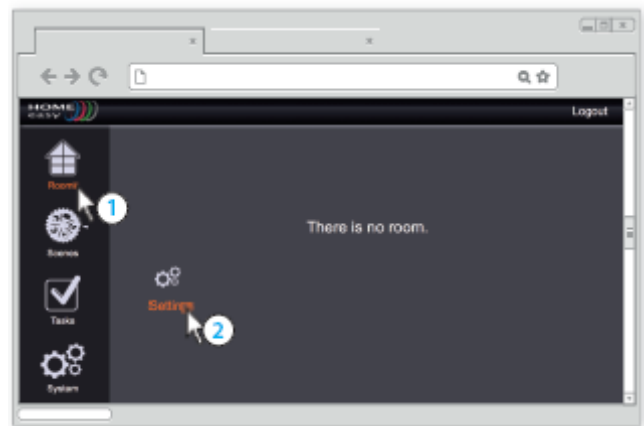 HOME
easy
Logout
Rooms
1
There is no room.
Scenes
Settings
2
Tasks
System